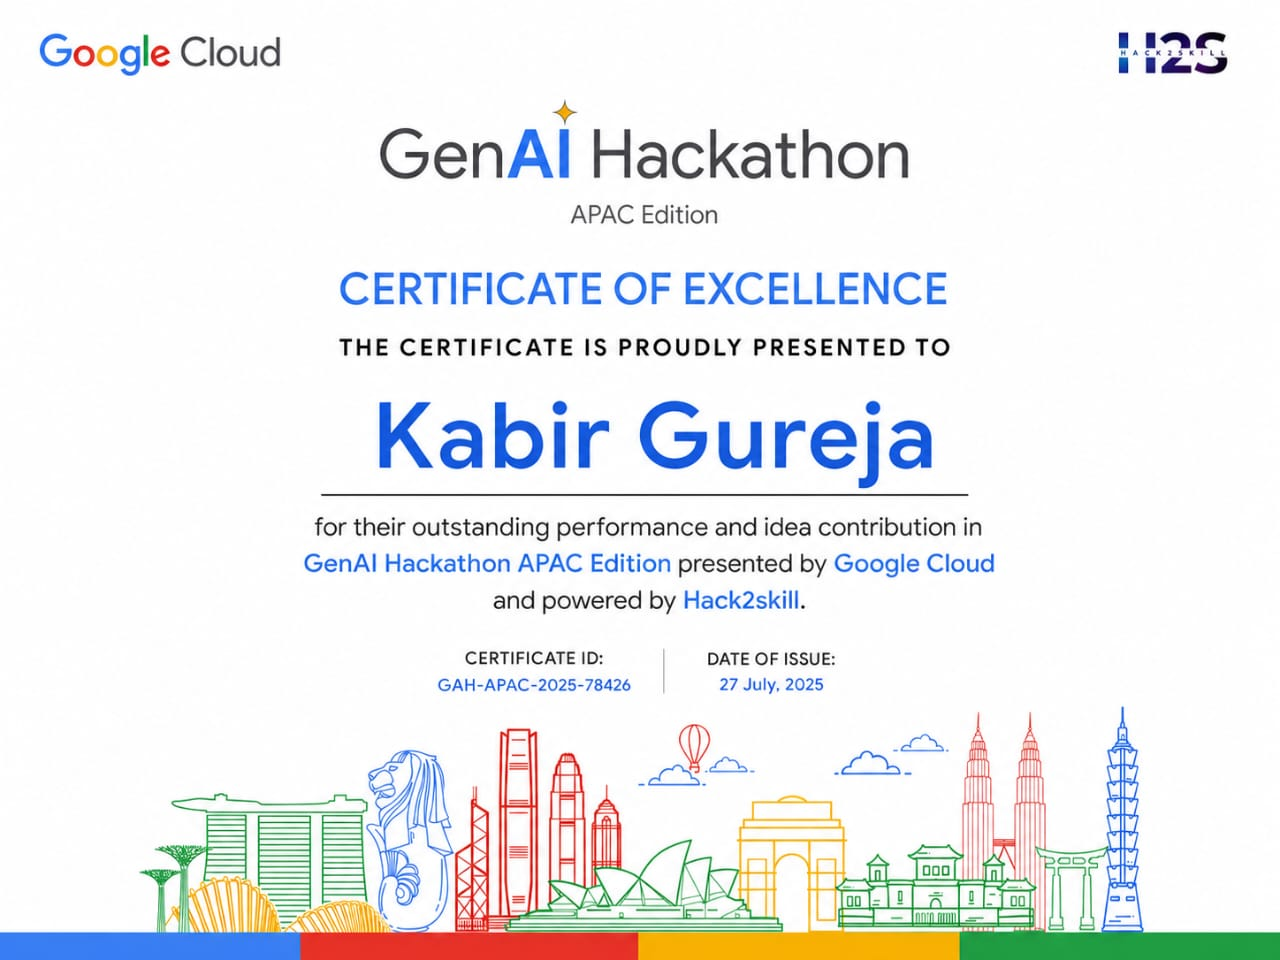 Google Cloud
H2S
HACK2SKILL
GenAI Hackathon
APAC Edition
CERTIFICATE OF EXCELLENCE
THE CERTIFICATE IS PROUDLY PRESENTED TO
Kabir Gureja
for their outstanding performance and idea contribution in
GenAI Hackathon APAC Edition presented by Google Cloud
and powered by Hack2skill.
CERTIFICATE ID:
GAH-APAC-2025-78426
DATE OF ISSUE:
27 July, 2025